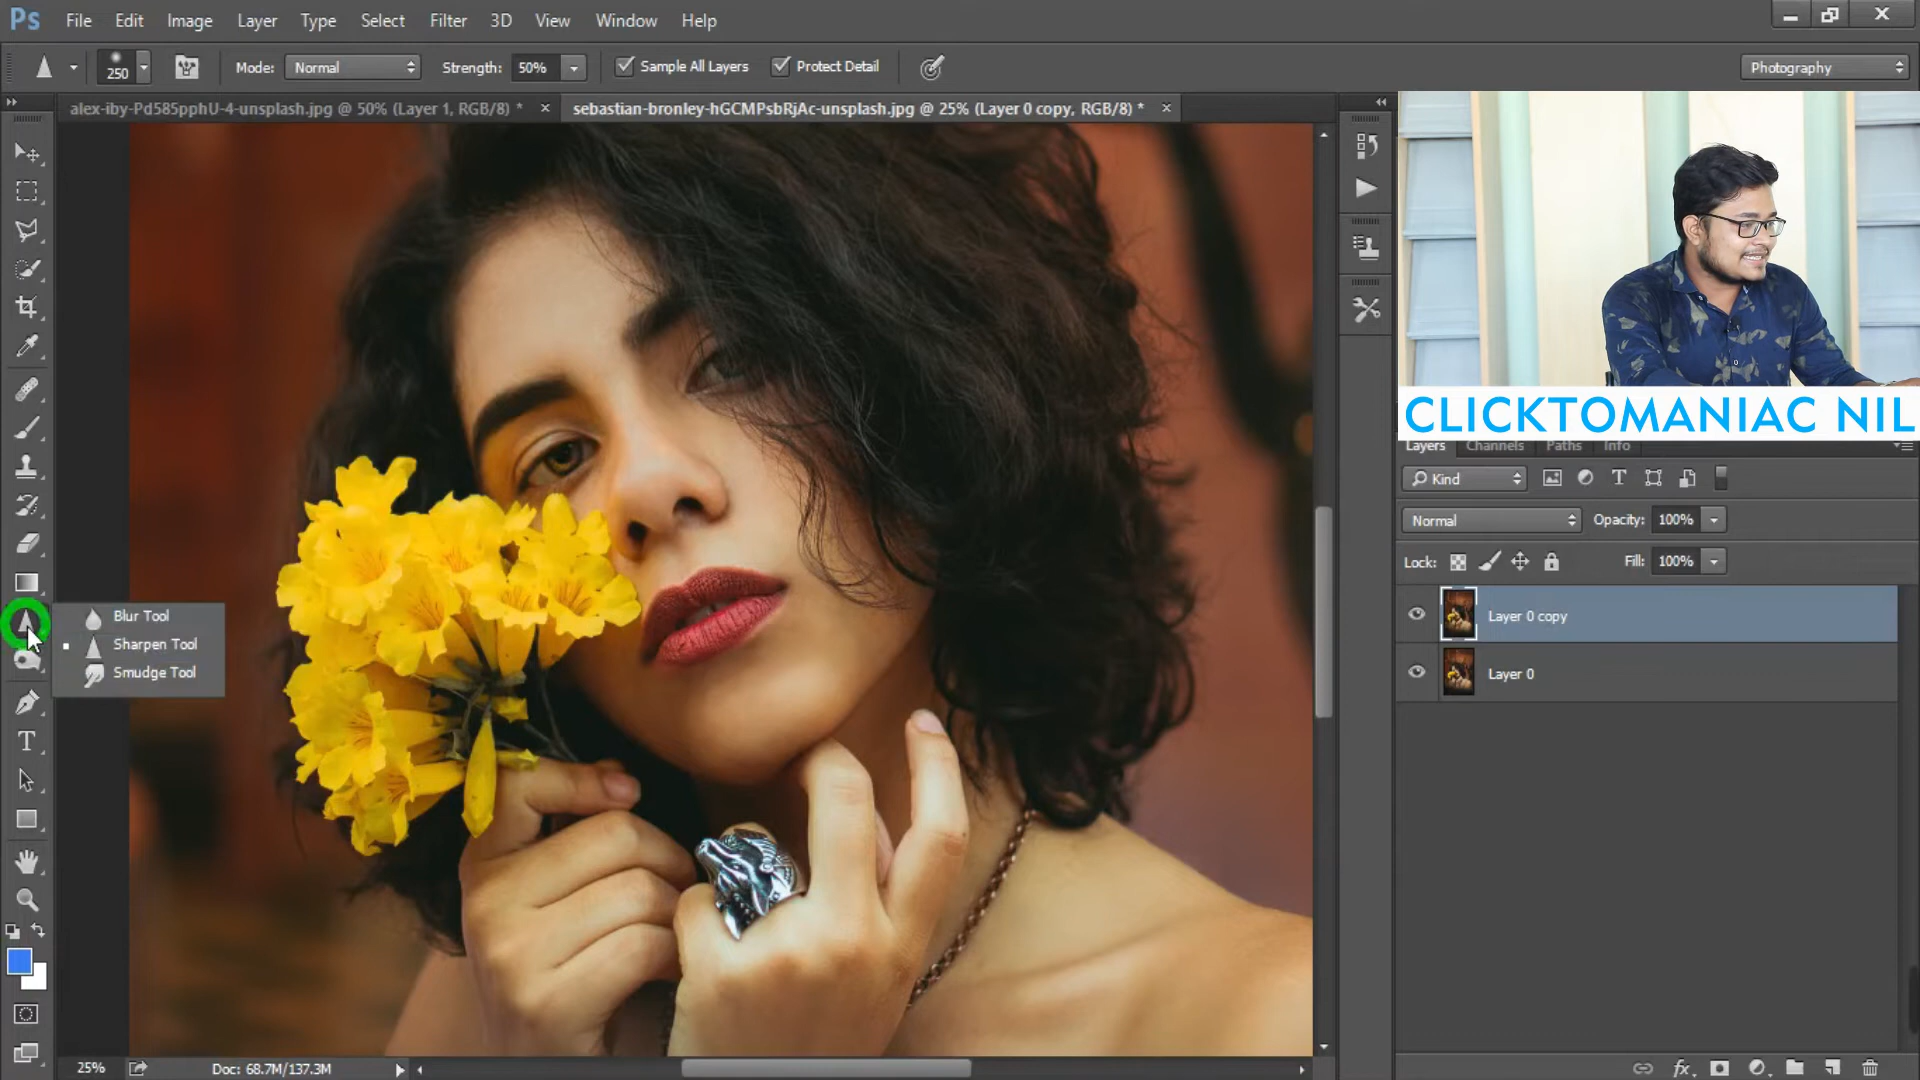 Ps File Edit Image Layer Type Select Filter 3D View Window Help
250 Mode: Normal Strength: 50% Sample All Layers Protect Detail Photography
alex-iby-Pd585pphU-4-unsplash.jpg @ 50% (Layer 1, RGB/8) * × sebastian-bronley-hGCMPsbRjAc-unsplash.jpg @ 25% (Layer 0 copy, RGB/8) * ×
CLICKTOMANIAC NIL
Layers Channels Paths Info
Kind
Normal Opacity: 100%
Lock: Fill: 100%
Layer 0 copy
Layer 0
Blur Tool
Sharpen Tool
Smudge Tool
25% Doc: 68.7M/137.3M
fx